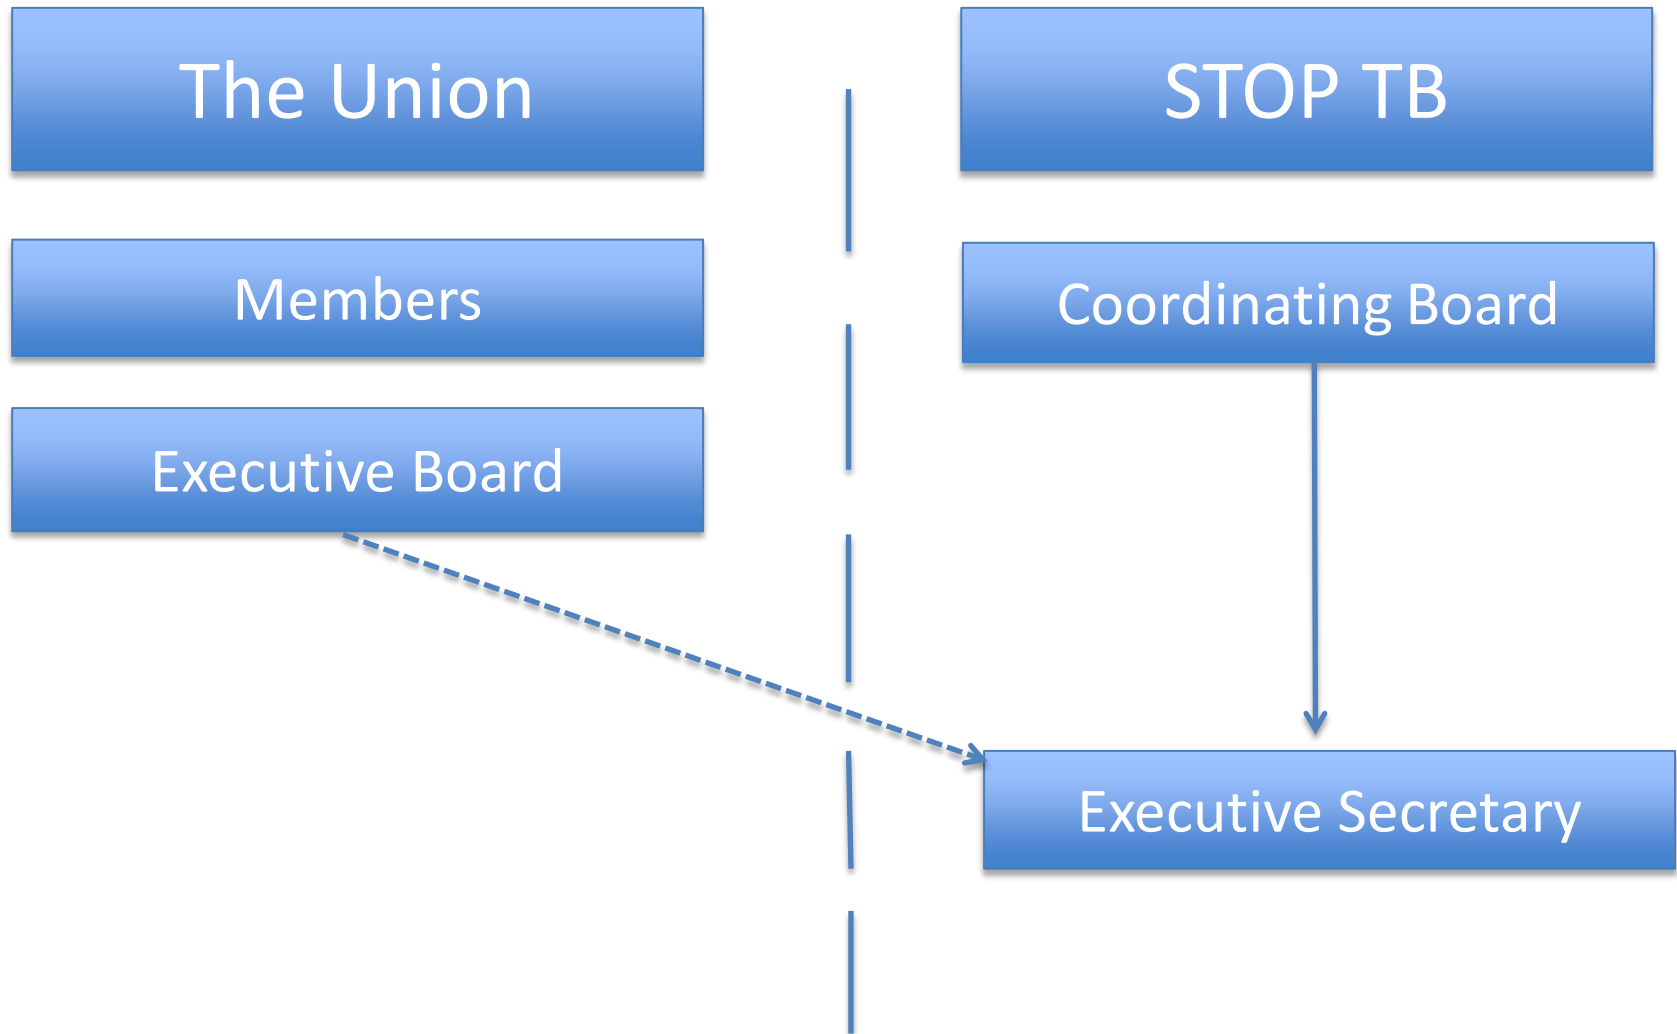 The Union
STOP TB
Members
Coordinating Board
Executive Board
Executive Secretary